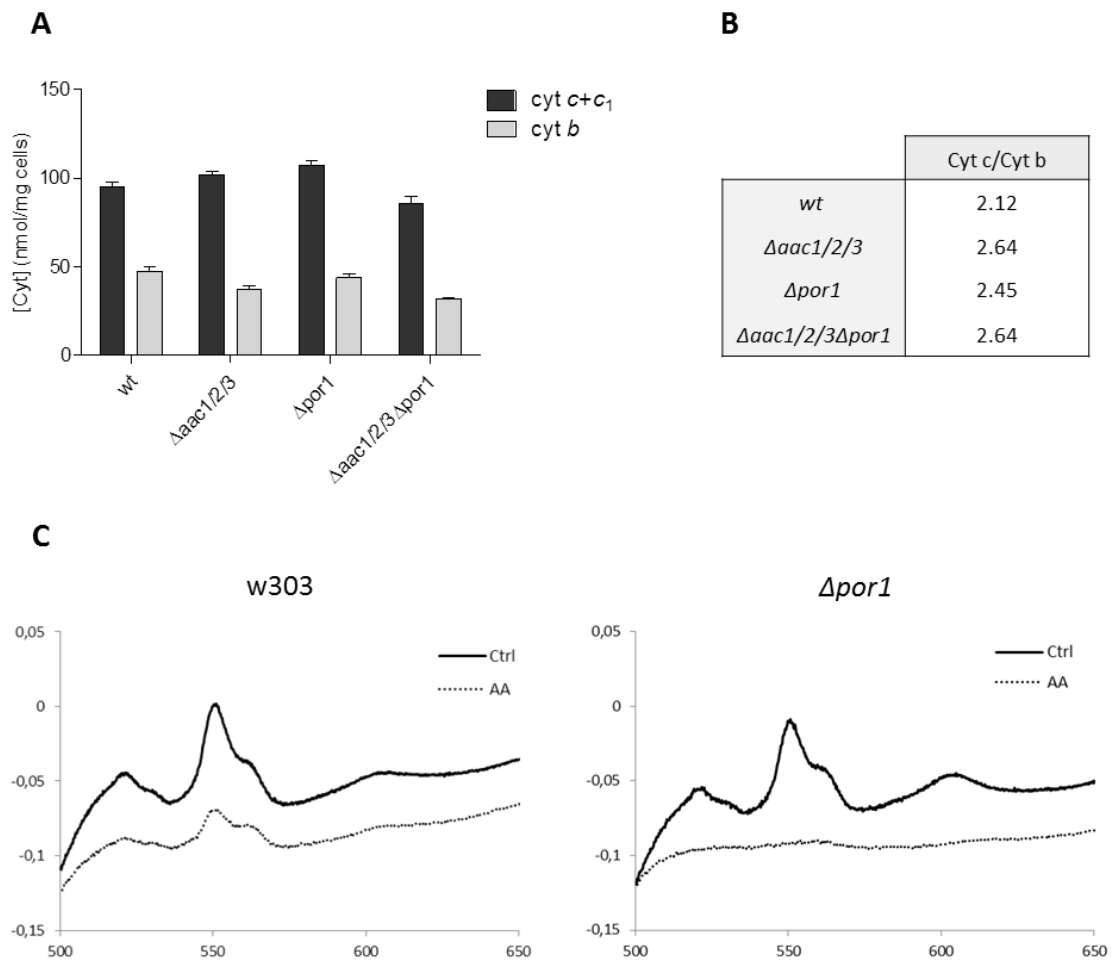 A
150
100
50
0
[Cyt] (nmol/mg cells)
cyt c+c₁
cyt b
wt
Δaac1/2/3
Δpor1
Δaac1/2/3Δpor1
B
Cyt c/Cyt b
wt 2.12
Δaac1/2/3 2.64
Δpor1 2.45
Δaac1/2/3Δpor1 2.64
C
w303
0,05
0
-0,05
-0,1
-0,15
500 550 600 650
Ctrl
AA
Δpor1
0,05
0
-0,05
-0,1
-0,15
500 550 600 650
Ctrl
AA